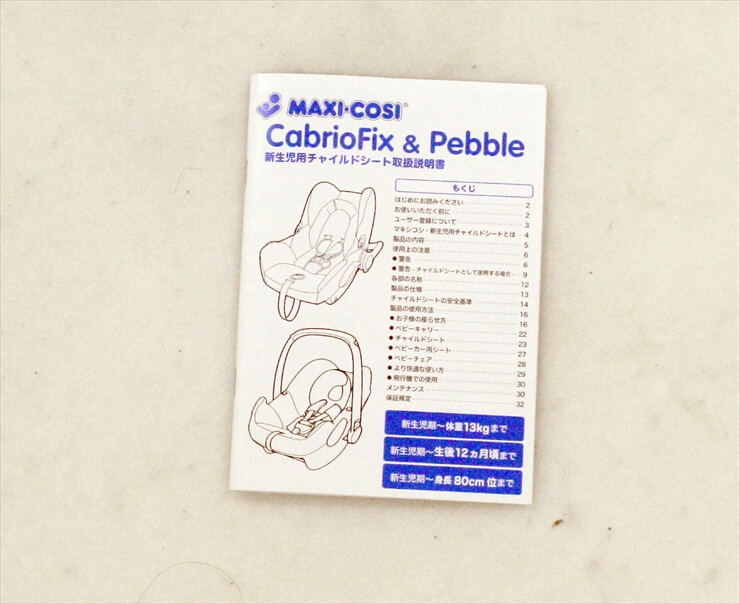 MAXI-COSI®
CabrioFix & Pebble
新生児用チャイルドシート取扱説明書
もくじ
はじめにお読みください 2
お使いいただく前に 2
ユーザー登録について 3
マキシコシ・新生児用チャイルドシートとは 4
製品の内容 5
使用上の注意 6
●警告 6
●警告 - チャイルドシートとして使用する場合 - 9
各部の名称 12
製品の仕様 13
チャイルドシートの安全基準 14
製品の使用方法 16
●お子様の座らせ方 16
●ベビーキャリー 22
●チャイルドシート 23
●ベビーカー用シート 27
●ベビーチェア 28
●より快適な使い方 29
●飛行機での使用 30
メンテナンス 30
保証規定 32
新生児期〜体重13kgまで
新生児期〜生後12ヵ月頃まで
新生児期〜身長80cm位まで